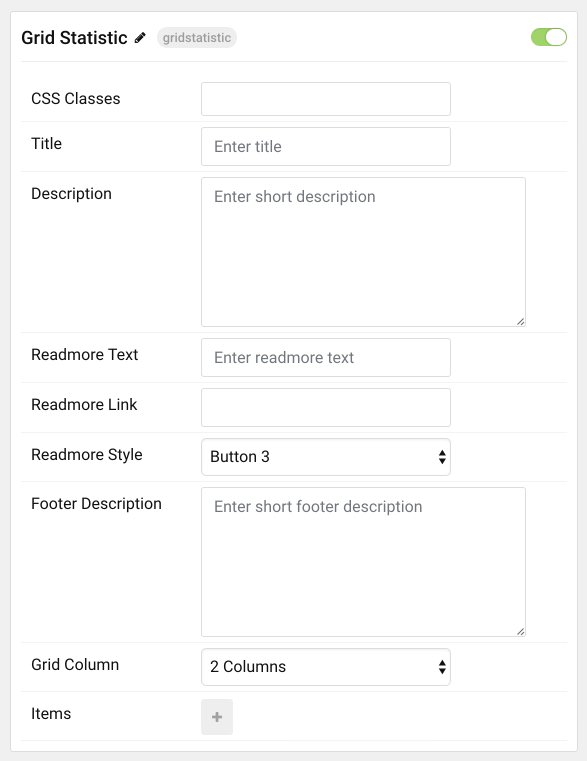 Grid Statistic gridstatistic
CSS Classes
Title Enter title
Description Enter short description
Readmore Text Enter readmore text
Readmore Link
Readmore Style Button 3
Footer Description Enter short footer description
Grid Column 2 Columns
Items +